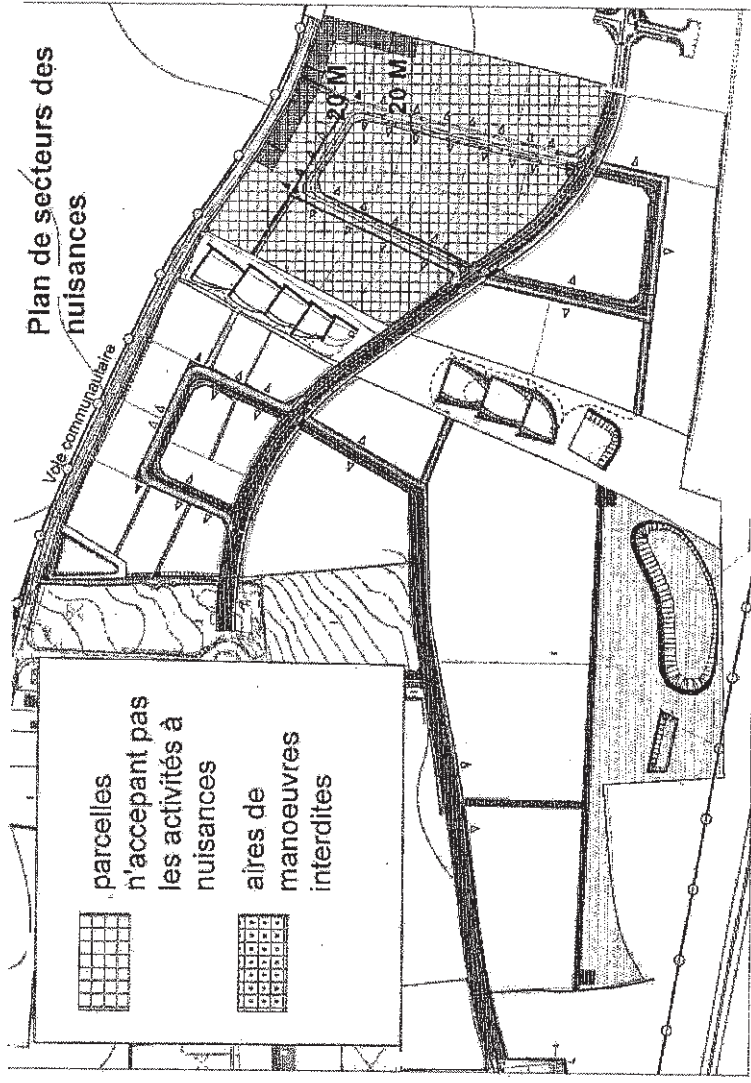 Plan de secteurs des
nuisances
Voie communautaire
20 M
20 M
parcelles
n'accepant pas
les activités à
nuisances
aires de
manoeuvres
interdites